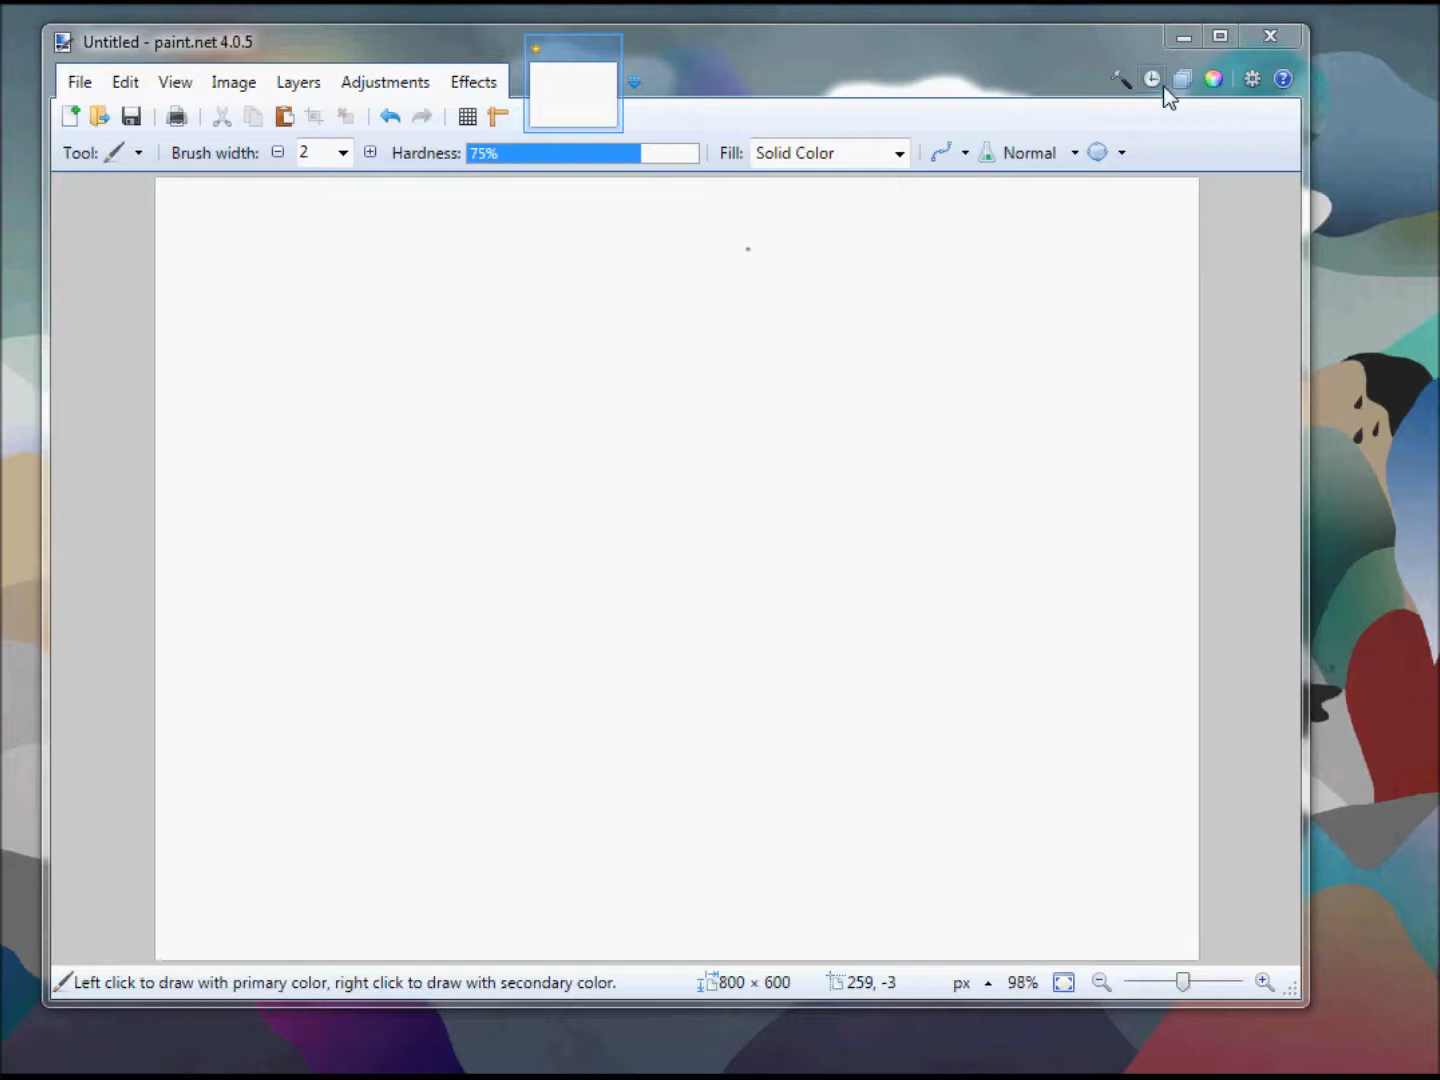 Untitled - paint.net 4.0.5
File Edit View Image Layers Adjustments Effects
Tool: Brush width: 2 Hardness: 75% Fill: Solid Color Normal
Left click to draw with primary color, right click to draw with secondary color. 800 × 600 259, -3 px 98%